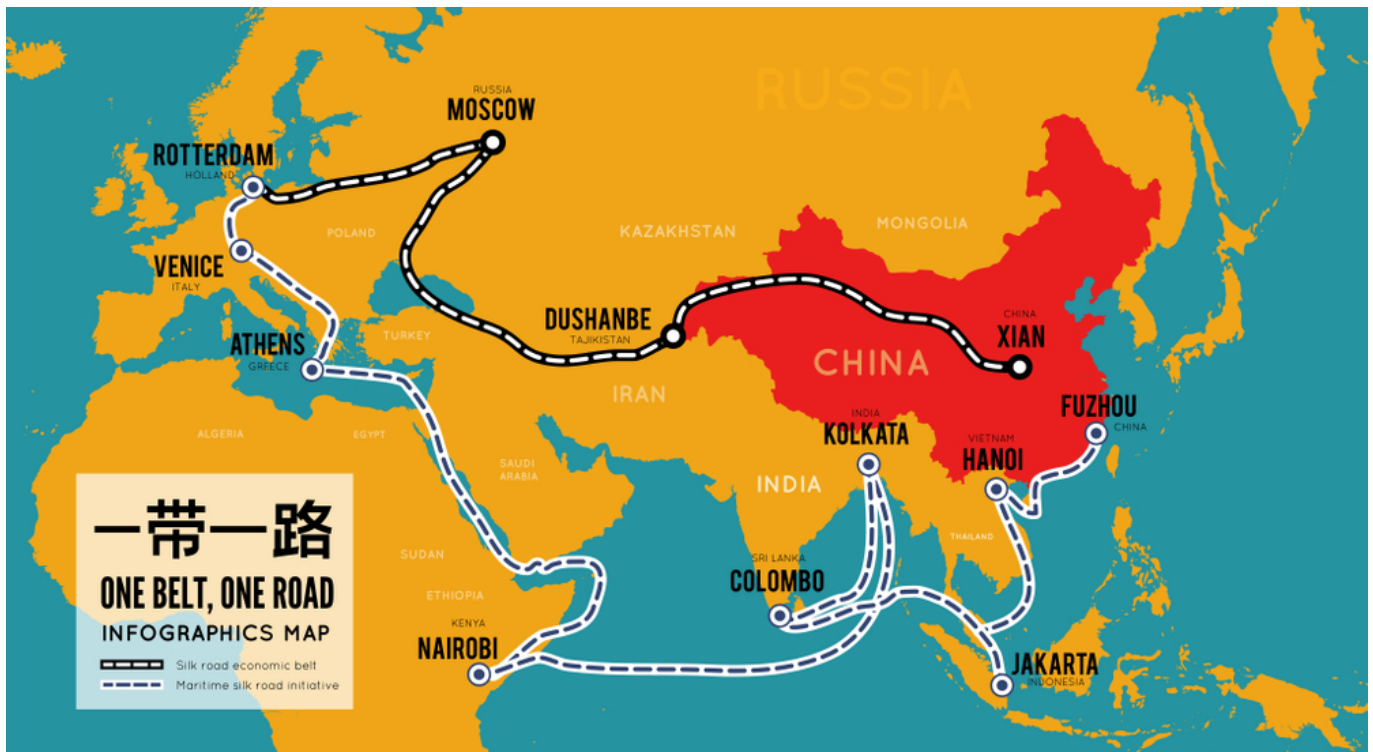 RUSSIA
RUSSIA
MOSCOW
ROTTERDAM
HOLLAND
POLAND
KAZAKHSTAN
MONGOLIA
VENICE
ITALY
DUSHANBE
TAJIKISTAN
CHINA
XIAN
ATHENS
GREECE
TURKEY
IRAN
CHINA
FUZHOU
CHINA
INDIA
KOLKATA
VIETNAM
HANOI
ALGERIA
EGYPT
SAUDI
ARABIA
INDIA
THAILAND
SUDAN
ETHIOPIA
SRI LANKA
COLOMBO
KENYA
NAIROBI
JAKARTA
INDONESIA
一带一路
ONE BELT, ONE ROAD
INFOGRAPHICS MAP
Silk road economic belt
Maritime silk road initiative